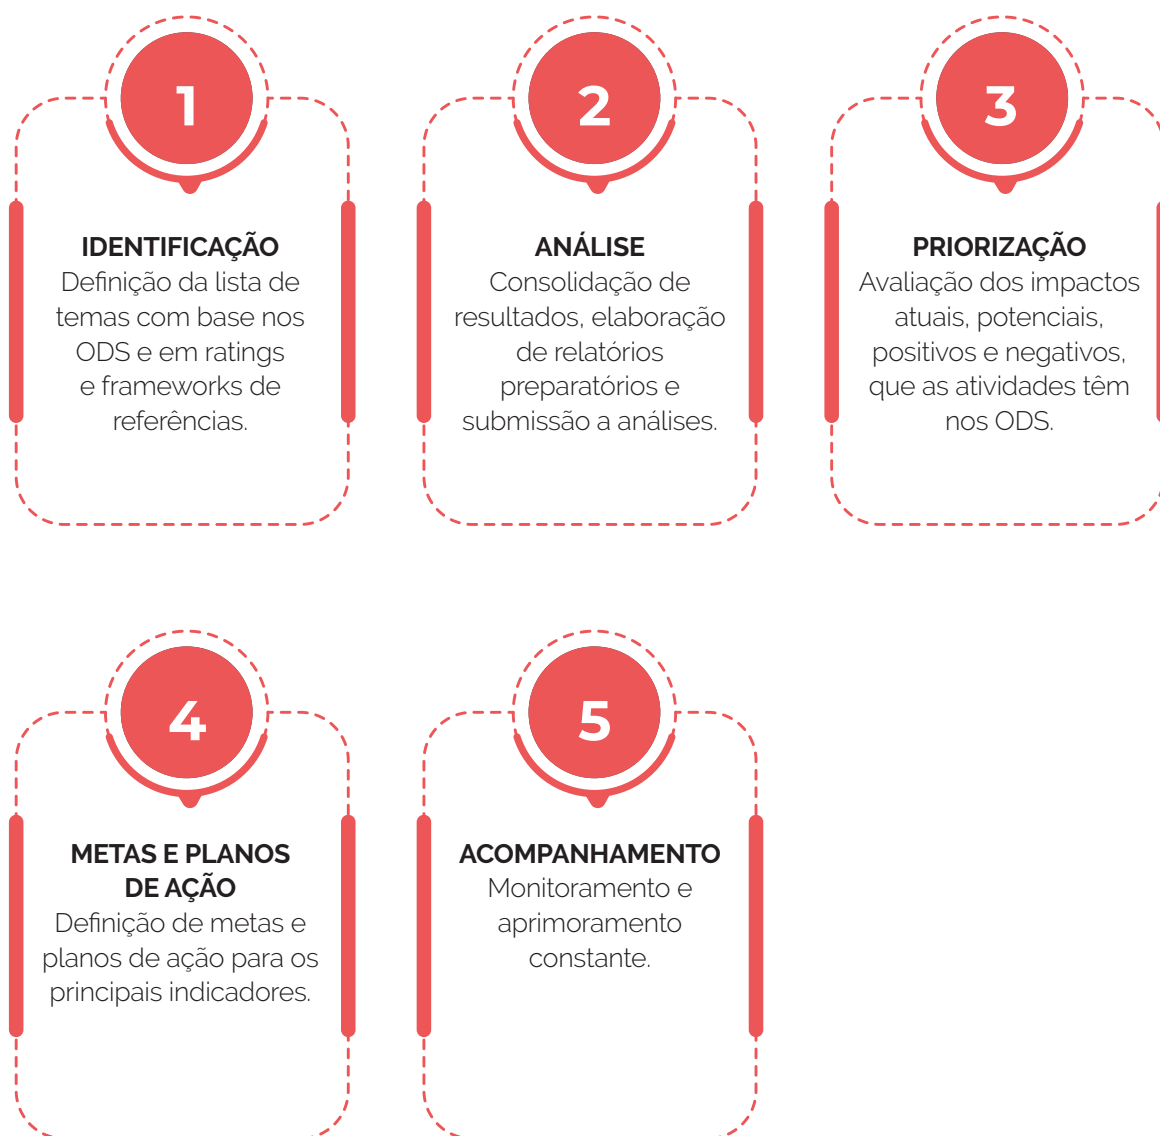 1
IDENTIFICAÇÃO
Definição da lista de
temas com base nos
ODS e em ratings
e frameworks de
referências.
2
ANÁLISE
Consolidação de
resultados, elaboração
de relatórios
preparatórios e
submissão a análises.
3
PRIORIZAÇÃO
Avaliação dos impactos
atuais, potenciais,
positivos e negativos,
que as atividades têm
nos ODS.
4
METAS E PLANOS
DE AÇÃO
Definição de metas e
planos de ação para os
principais indicadores.
5
ACOMPANHAMENTO
Monitoramento e
aprimoramento
constante.